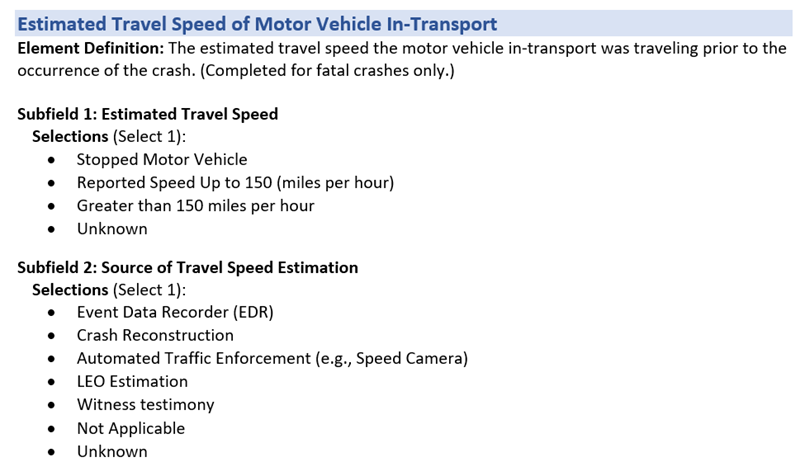 Estimated Travel Speed of Motor Vehicle In-Transport
Element Definition: The estimated travel speed the motor vehicle in-transport was traveling prior to the
occurrence of the crash. (Completed for fatal crashes only.)
Subfield 1: Estimated Travel Speed
Selections (Select 1):
• Stopped Motor Vehicle
• Reported Speed Up to 150 (miles per hour)
• Greater than 150 miles per hour
• Unknown
Subfield 2: Source of Travel Speed Estimation
Selections (Select 1):
• Event Data Recorder (EDR)
• Crash Reconstruction
• Automated Traffic Enforcement (e.g., Speed Camera)
• LEO Estimation
• Witness testimony
• Not Applicable
• Unknown